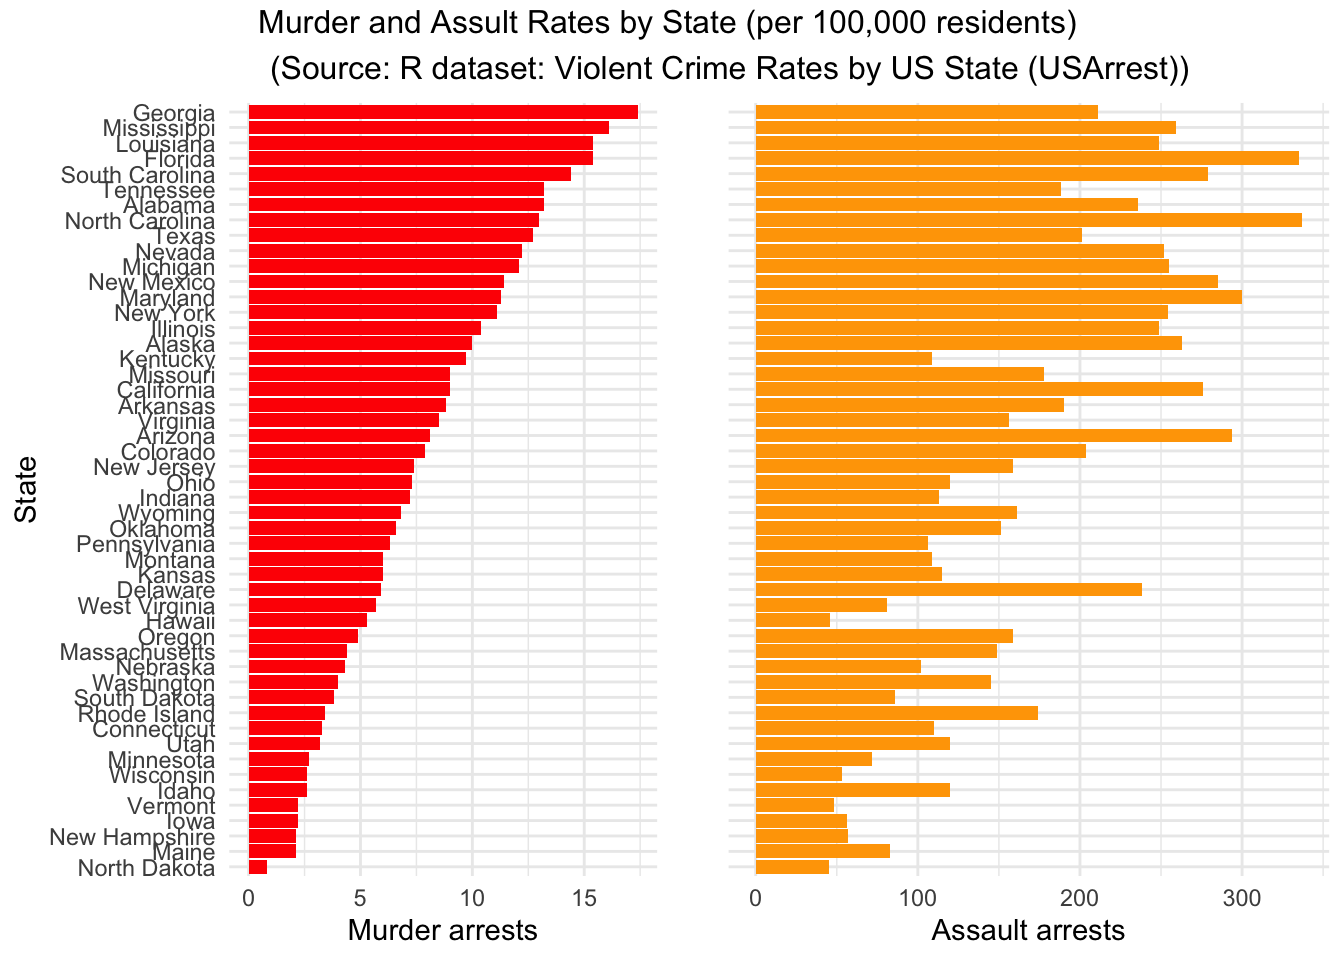 Murder and Assult Rates by State (per 100,000 residents)
(Source: R dataset: Violent Crime Rates by US State (USArrest))
State
Georgia
Mississippi
Louisiana
Florida
South Carolina
Tennessee
Alabama
North Carolina
Texas
Nevada
Michigan
New Mexico
Maryland
New York
Illinois
Alaska
Kentucky
Missouri
California
Arkansas
Virginia
Arizona
Colorado
New Jersey
Ohio
Indiana
Wyoming
Oklahoma
Pennsylvania
Montana
Kansas
Delaware
West Virginia
Hawaii
Oregon
Massachusetts
Nebraska
Washington
South Dakota
Rhode Island
Connecticut
Utah
Minnesota
Wisconsin
Idaho
Vermont
Iowa
New Hampshire
Maine
North Dakota
0 5 10 15
Murder arrests
0 100 200 300
Assault arrests